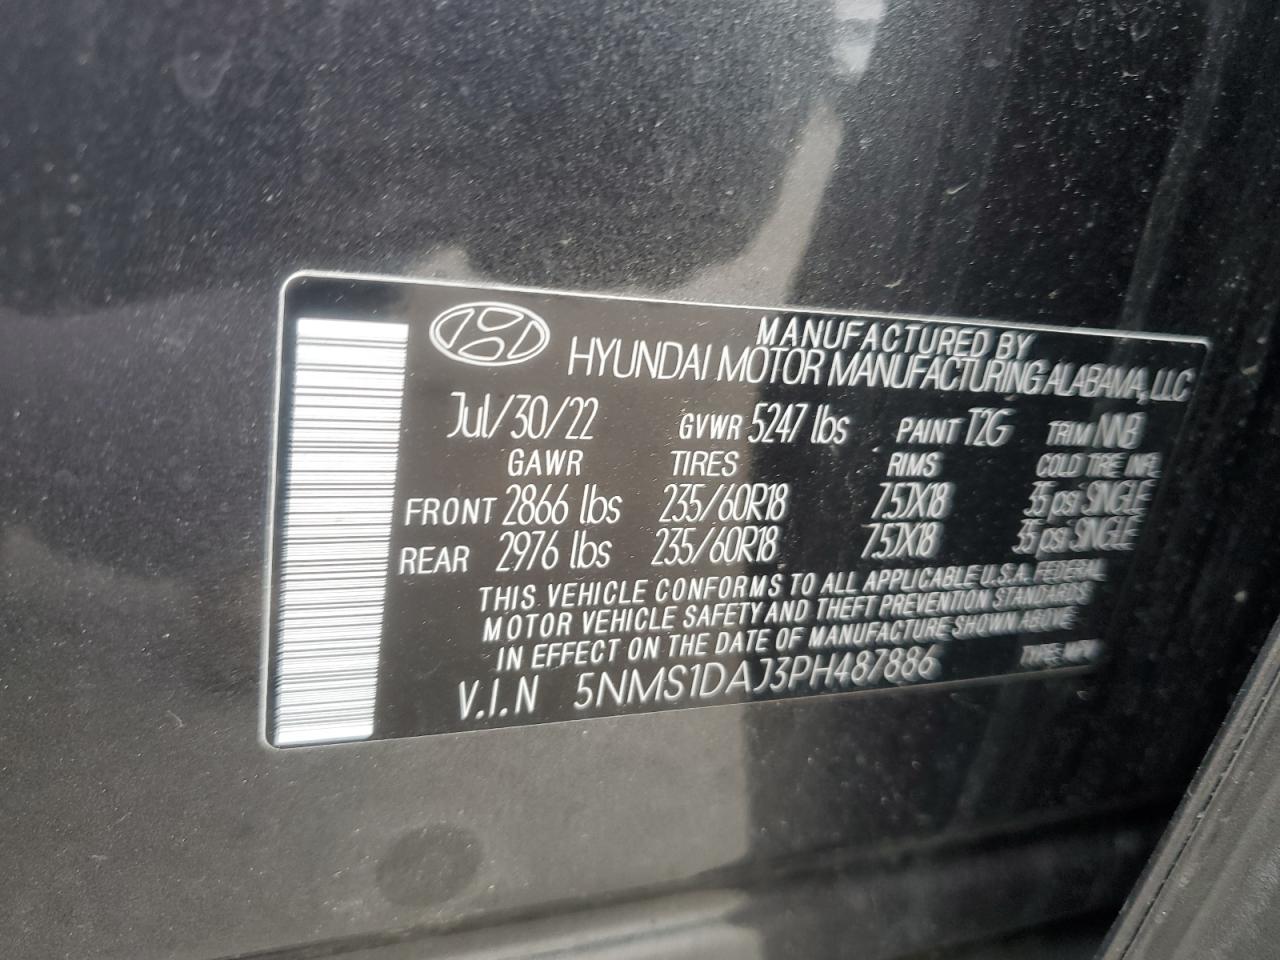 MANUFACTURED BY
HYUNDAI MOTOR MANUFACTURING ALABAMA, LLC
Jul/30/22 GVWR 5247 lbs PAINT T2G TRIM NNB
GAWR TIRES RIMS COLD TIRE INFL
FRONT 2866 lbs 235/60R18 7.5JX18 35 psi SINGLE
REAR 2976 lbs 235/60R18 7.5JX18 35 psi SINGLE
THIS VEHICLE CONFORMS TO ALL APPLICABLE U.S.A. FEDERAL
MOTOR VEHICLE SAFETY AND THEFT PREVENTION STANDARDS
IN EFFECT ON THE DATE OF MANUFACTURE SHOWN ABOVE
V.I.N 5NMS1DAJ3PH487886 TYPE: MPV